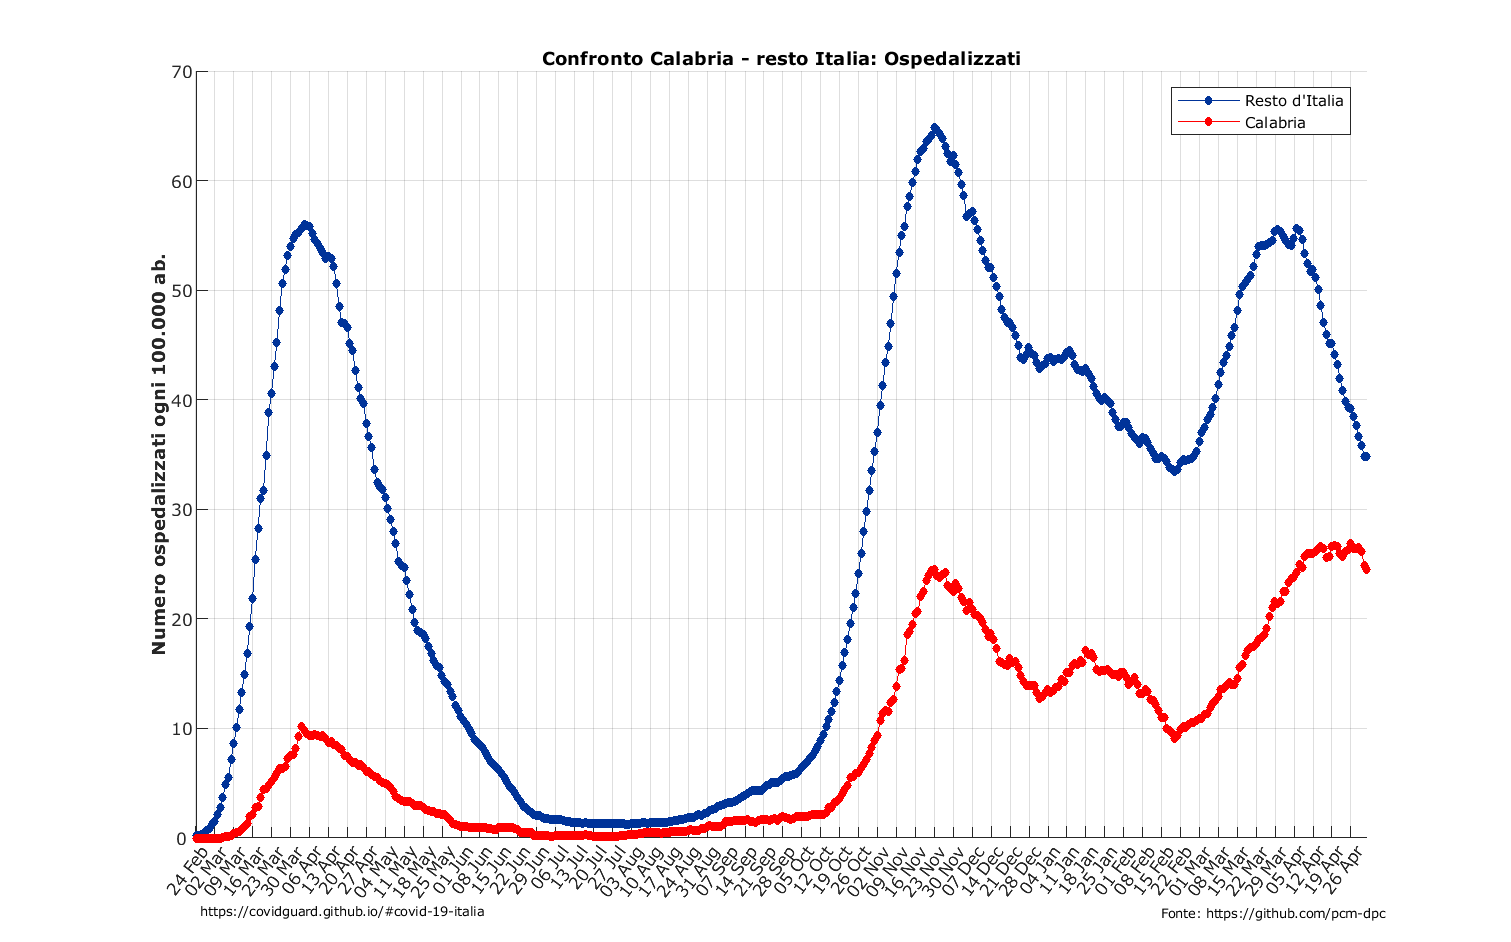 Confronto Calabria - resto Italia: Ospedalizzati
Numero ospedalizzati ogni 100.000 ab.
70
60
50
40
30
20
10
0
Resto d'Italia
Calabria
24 Feb
02 Mar
09 Mar
16 Mar
23 Mar
30 Mar
06 Apr
13 Apr
20 Apr
27 Apr
04 May
11 May
18 May
25 May
01 Jun
08 Jun
15 Jun
22 Jun
29 Jun
06 Jul
13 Jul
20 Jul
27 Jul
03 Aug
10 Aug
17 Aug
24 Aug
31 Aug
07 Sep
14 Sep
21 Sep
28 Sep
05 Oct
12 Oct
19 Oct
26 Oct
02 Nov
09 Nov
16 Nov
23 Nov
30 Nov
07 Dec
14 Dec
21 Dec
28 Dec
04 Jan
11 Jan
18 Jan
25 Jan
01 Feb
08 Feb
15 Feb
22 Feb
01 Mar
08 Mar
15 Mar
22 Mar
29 Mar
05 Apr
12 Apr
19 Apr
26 Apr
https://covidguard.github.io/#covid-19-italia
Fonte: https://github.com/pcm-dpc